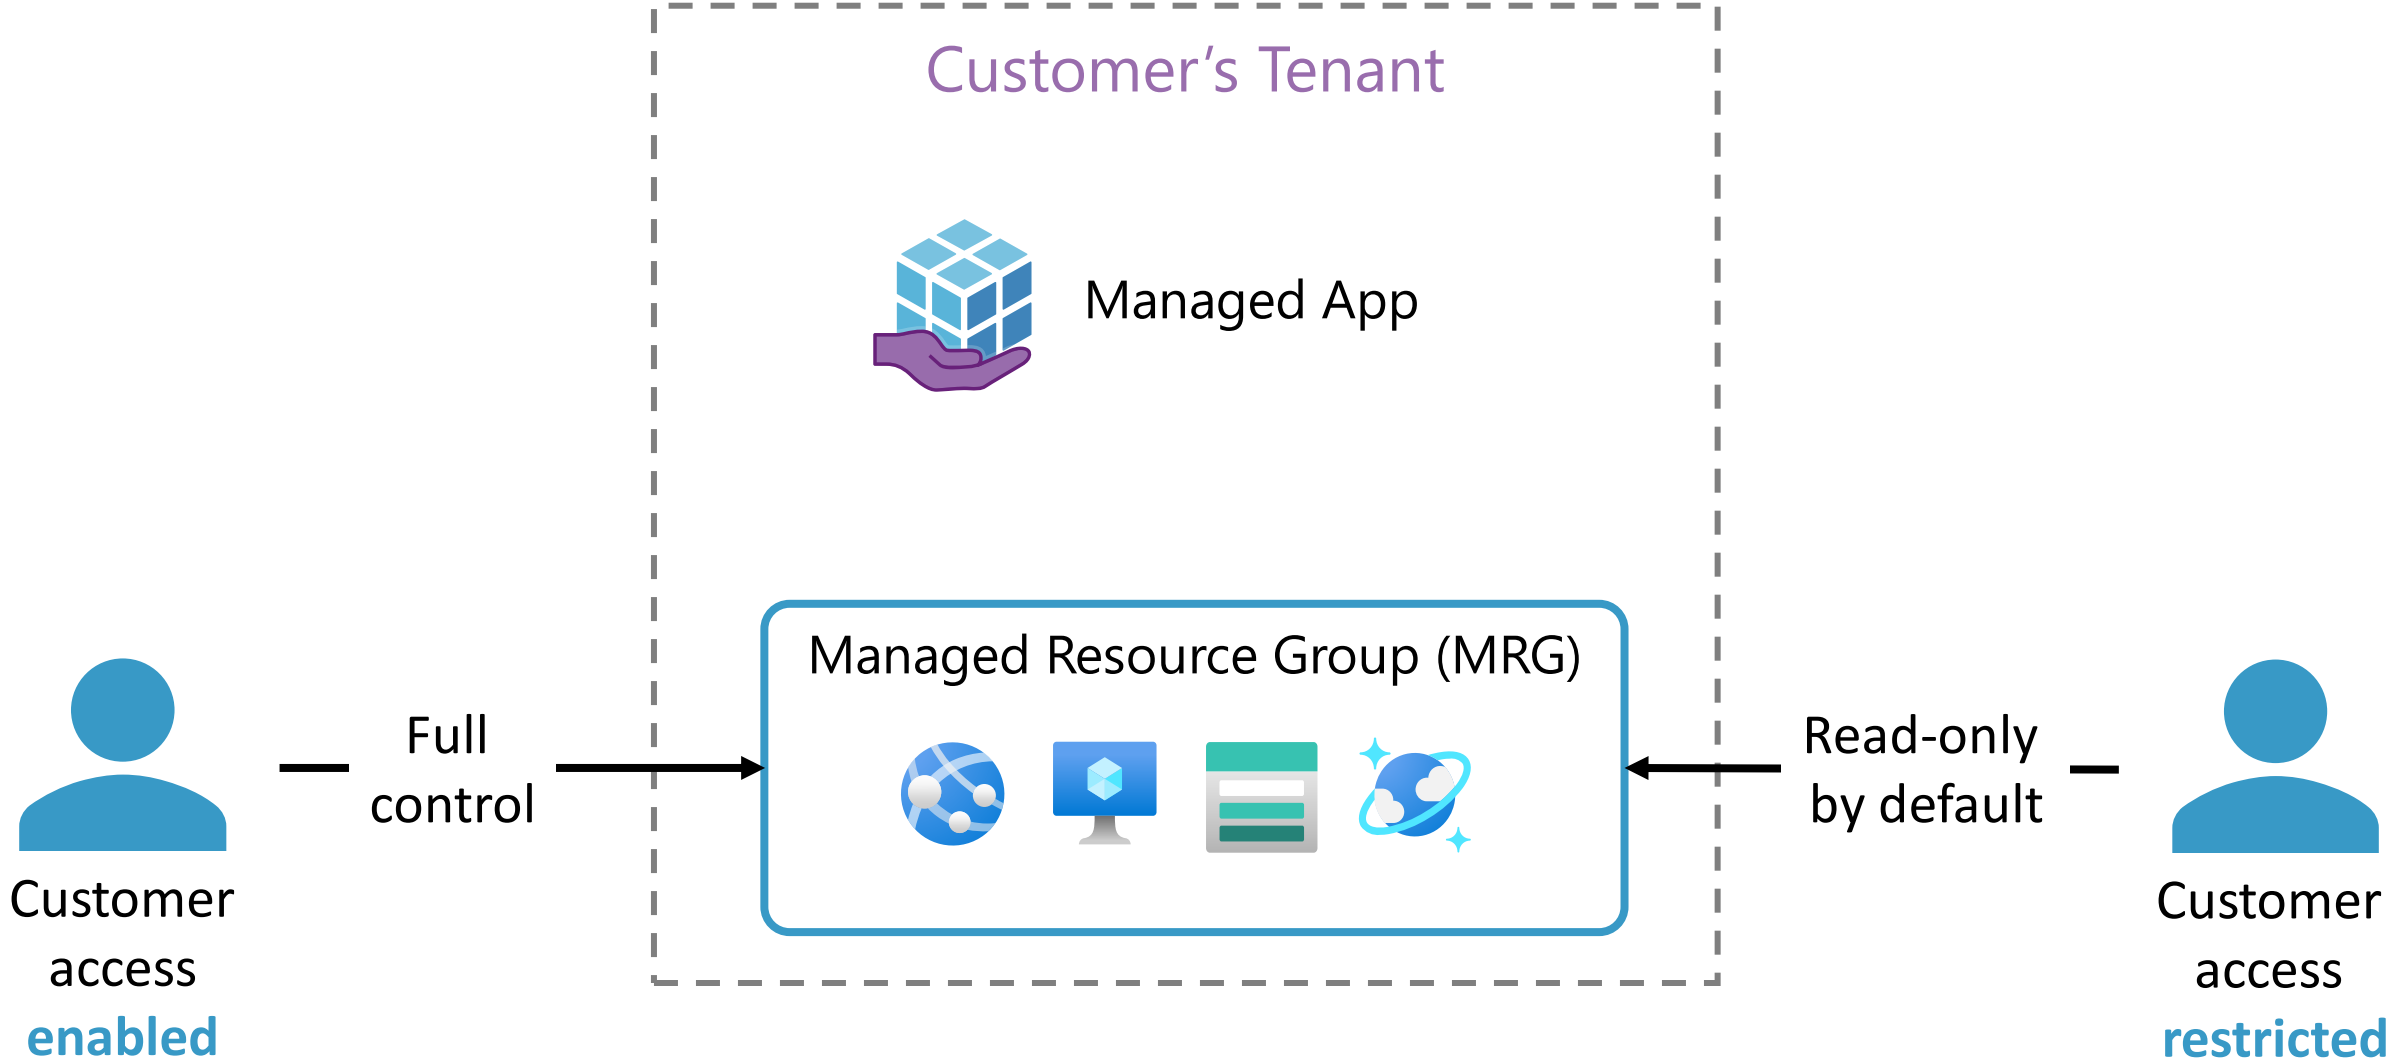 Customer’s Tenant
Managed App
Managed Resource Group (MRG)
Full
control
Read-only
by default
Customer
access
enabled
Customer
access
restricted